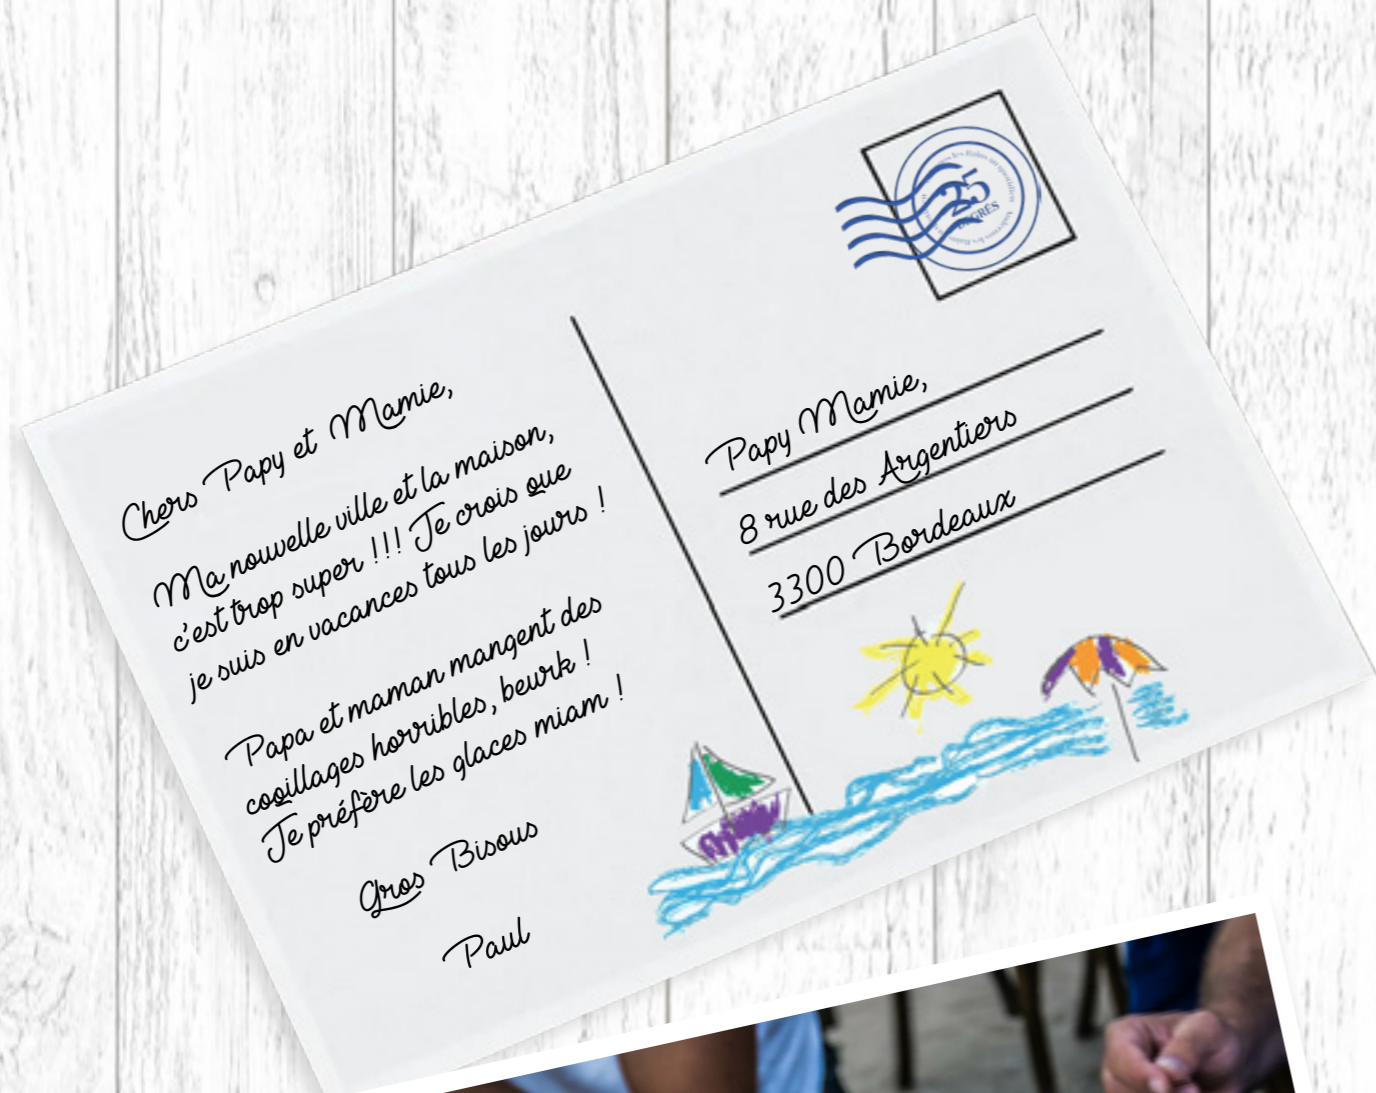 Chers Papy et Mamie,
Ma nouvelle ville et la maison,
c'est trop super !!! Je crois que
je suis en vacances tous les jours !
Papa et maman mangent des
coqillages horribles, beurk !
Je préfère les glaces miam !
Gros Bisous
Paul
25
DEGRÉS
Papy Mamie,
8 rue des Argentiers
3300 Bordeaux